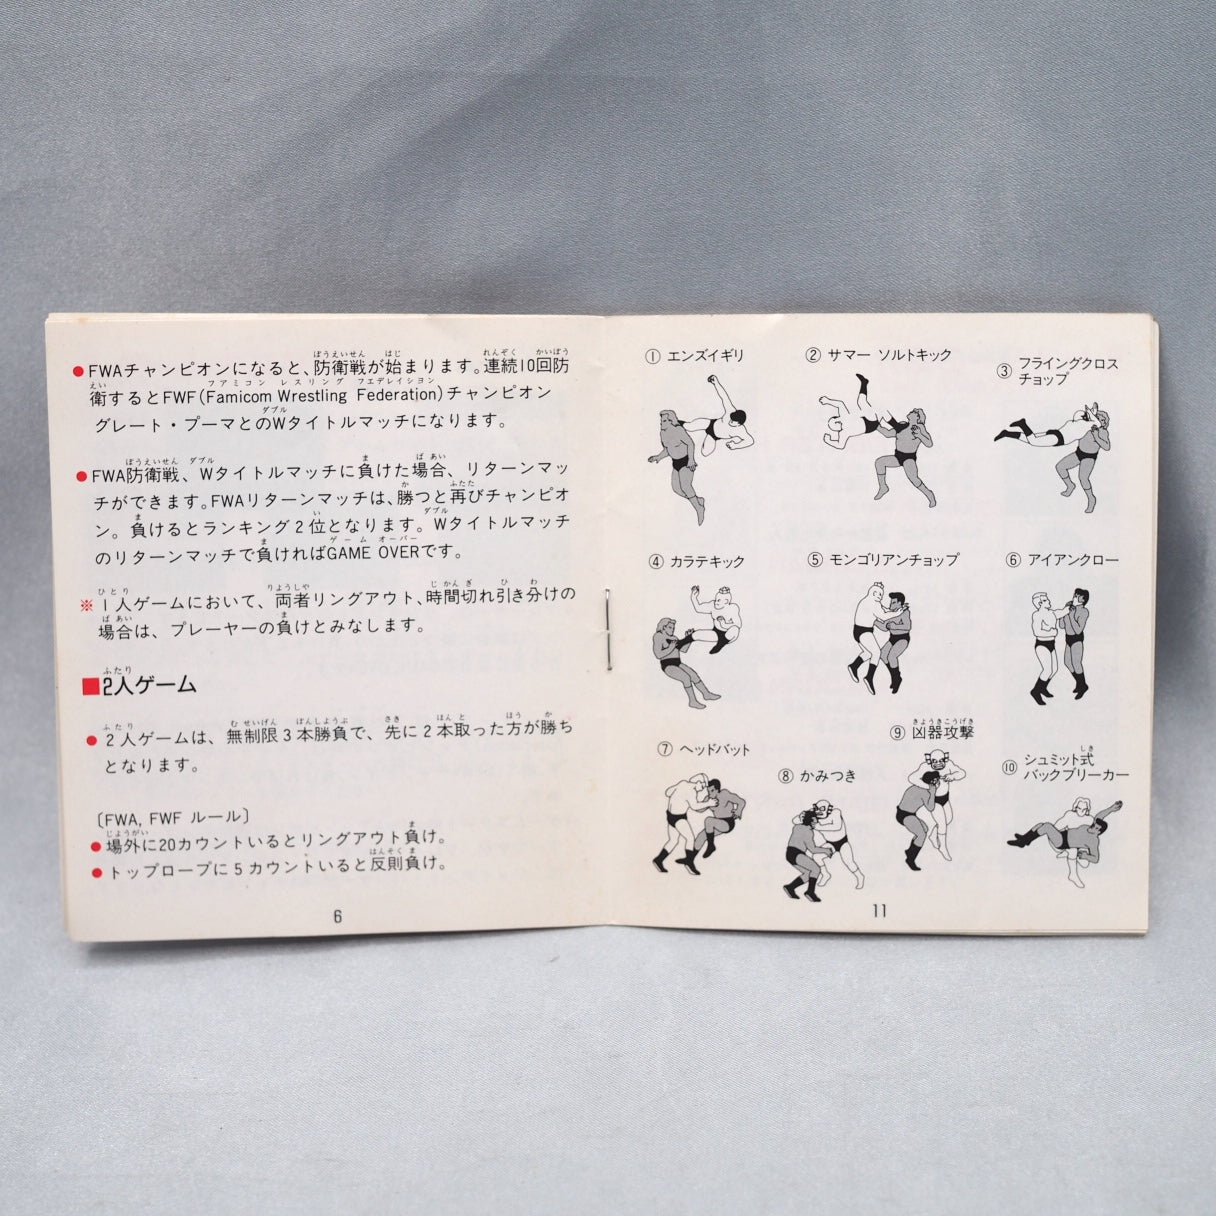 ●FWAチャンピオンになると、防衛戦が始まります。連続10回防
衛するとFWF(Famicom Wrestling Federation)チャンピオン
グレート・プーマとのWタイトルマッチになります。
●FWA防衛戦、Wタイトルマッチに負けた場合、リターンマッ
チができます。FWAリターンマッチは、勝つと再びチャンピオ
ン。負けるとランキング2位となります。Wタイトルマッチ
のリターンマッチで負ければGAME OVERです。
※1人ゲームにおいて、両者リングアウト、時間切れ引き分けの
場合は、プレーヤーの負けとみなします。
■2人ゲーム
●2人ゲームは、無制限3本勝負で、先に2本取った方が勝ち
となります。
〔FWA, FWF ルール〕
●場外に20カウントいるとリングアウト負け。
●トップロープに5カウントいると反則負け。
6
① エンズイギリ
② サマー ソルトキック
③ フライングクロス
チョップ
④ カラテキック
⑤ モンゴリアンチョップ
⑥ アイアンクロー
⑦ ヘッドバット
⑧ かみつき
⑨ 凶器攻撃
⑩ シュミット式
バックブリーカー
11